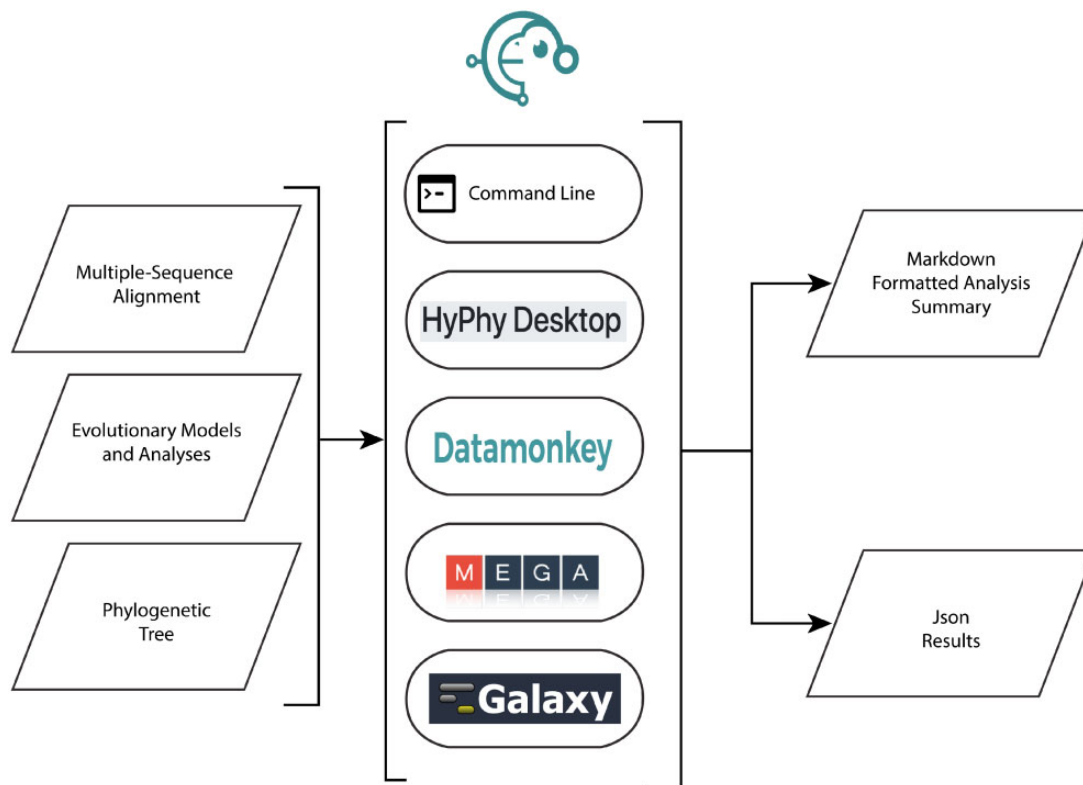 Multiple-Sequence
Alignment
Evolutionary Models
and Analyses
Phylogenetic
Tree
Command Line
HyPhy Desktop
Datamonkey
MEGA
Galaxy
Markdown
Formatted Analysis
Summary
Json
Results